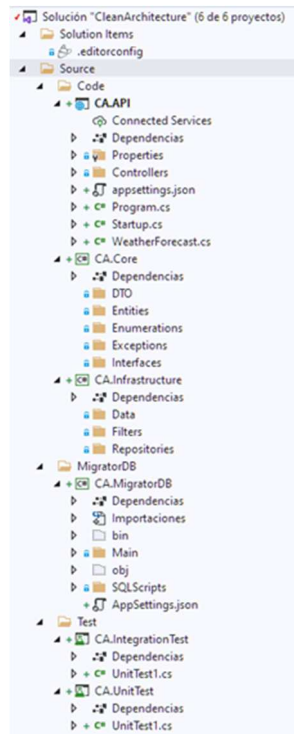 Solución "CleanArchitecture" (6 de 6 proyectos)
Solution Items
.editorconfig
Source
Code
CA.API
Connected Services
Dependencias
Properties
Controllers
appsettings.json
Program.cs
Startup.cs
WeatherForecast.cs
CA.Core
Dependencias
DTO
Entities
Enumerations
Exceptions
Interfaces
CA.Infrastructure
Dependencias
Data
Filters
Repositories
MigratorDB
CA.MigratorDB
Dependencias
Importaciones
bin
Main
obj
SQLScripts
AppSettings.json
Test
CA.IntegrationTest
Dependencias
UnitTest1.cs
CA.UnitTest
Dependencias
UnitTest1.cs